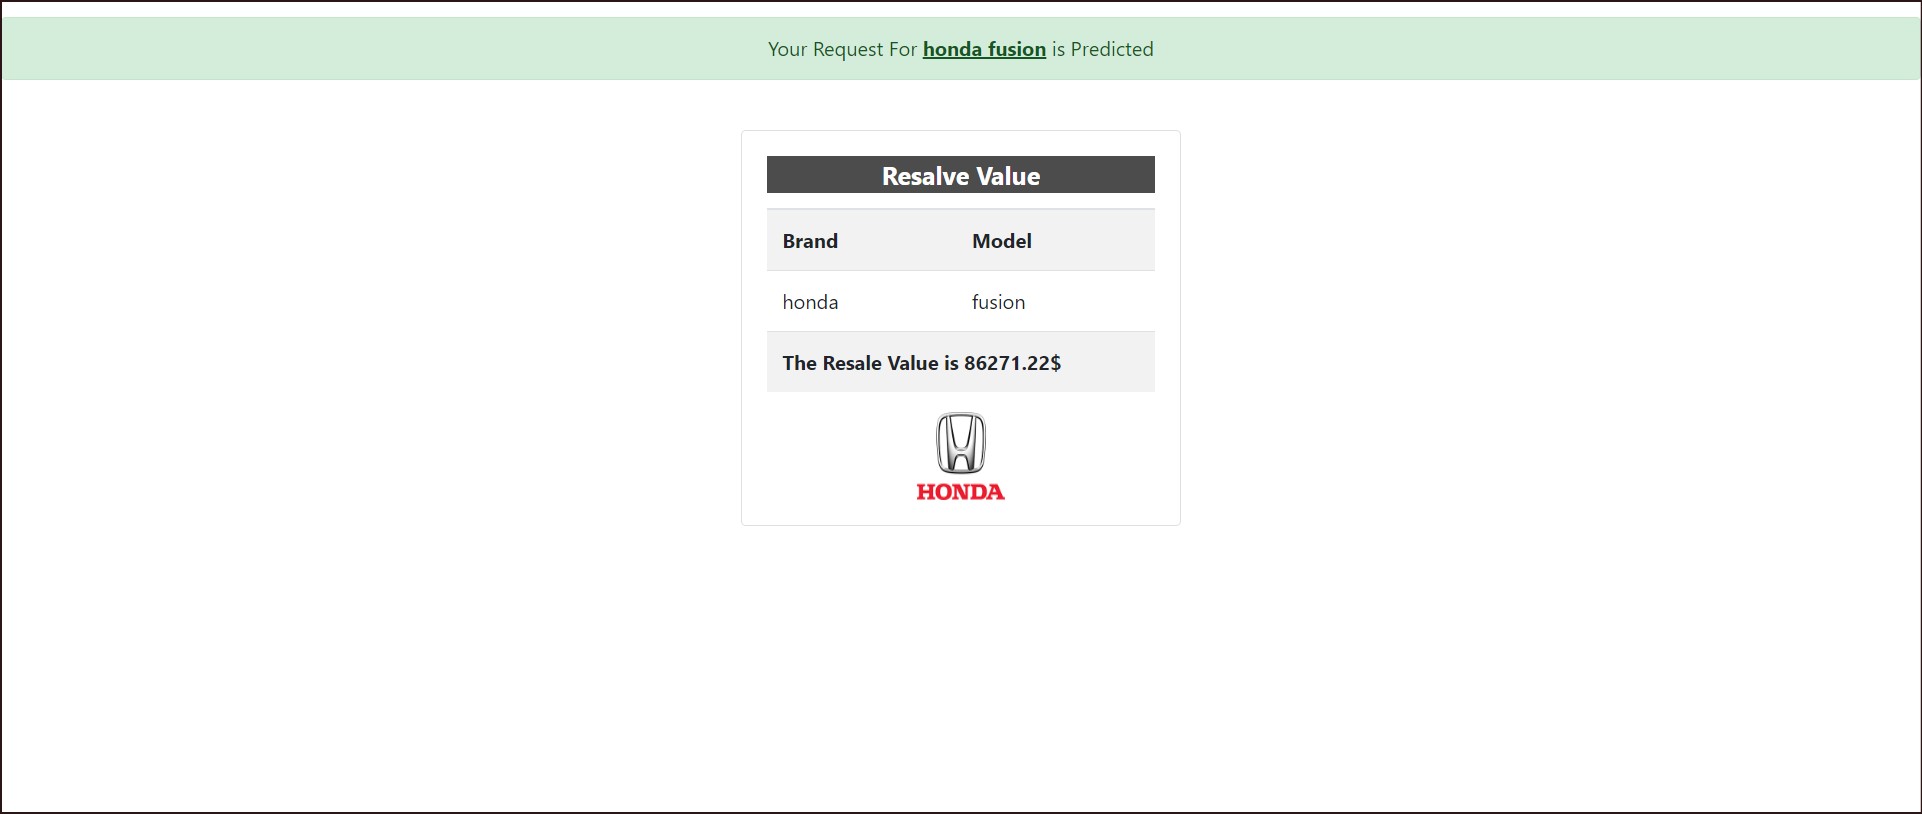 Your Request For honda fusion is Predicted
Resalve Value
Brand Model
honda fusion
The Resale Value is 86271.22$
HONDA